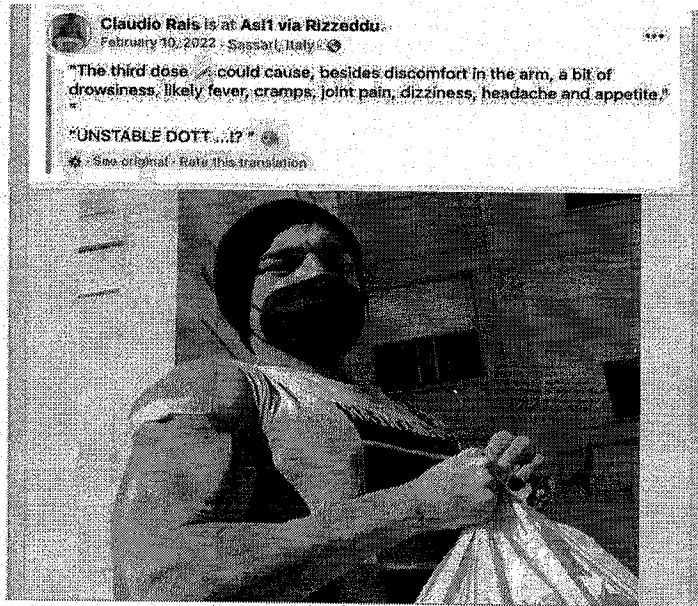 Claudio Rais is at Asl1 via Rizzeddu.
February 10, 2022 · Sassari, Italy ·
"The third dose could cause, besides discomfort in the arm, a bit of
drowsiness, likely fever, cramps, joint pain, dizziness, headache and appetite."
"
"UNSTABLE DOTT....!? "
See original · Rate this translation